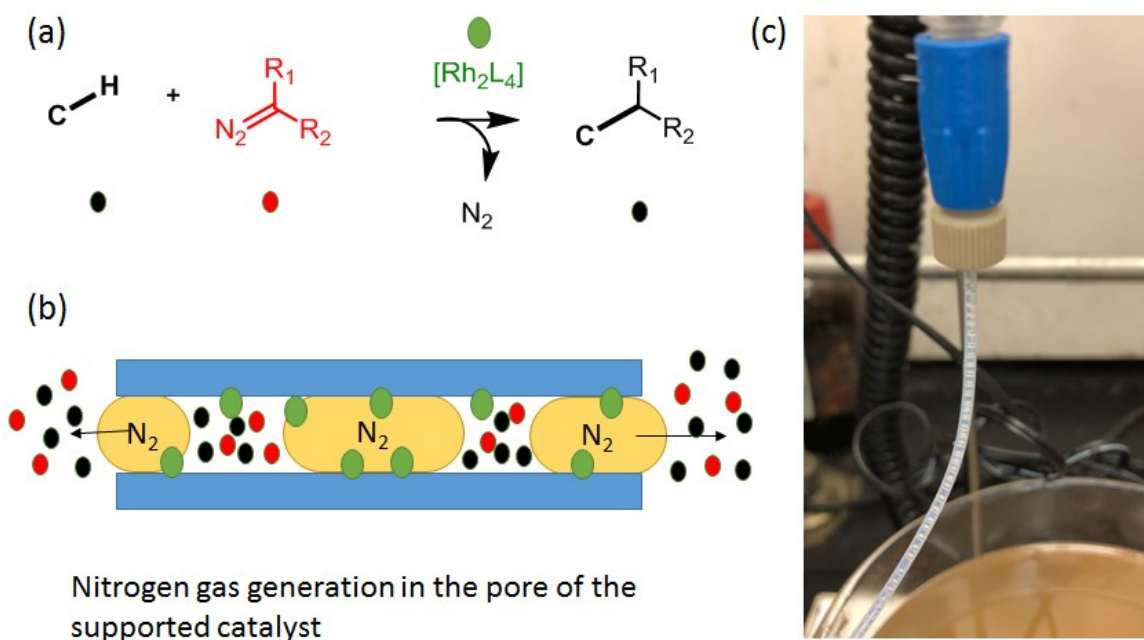 (a)
C
H
+
N2
R1
R2
[Rh2L4]
N2
C
R1
R2
(b)
N2
N2
N2
Nitrogen gas generation in the pore of the
supported catalyst
(c)